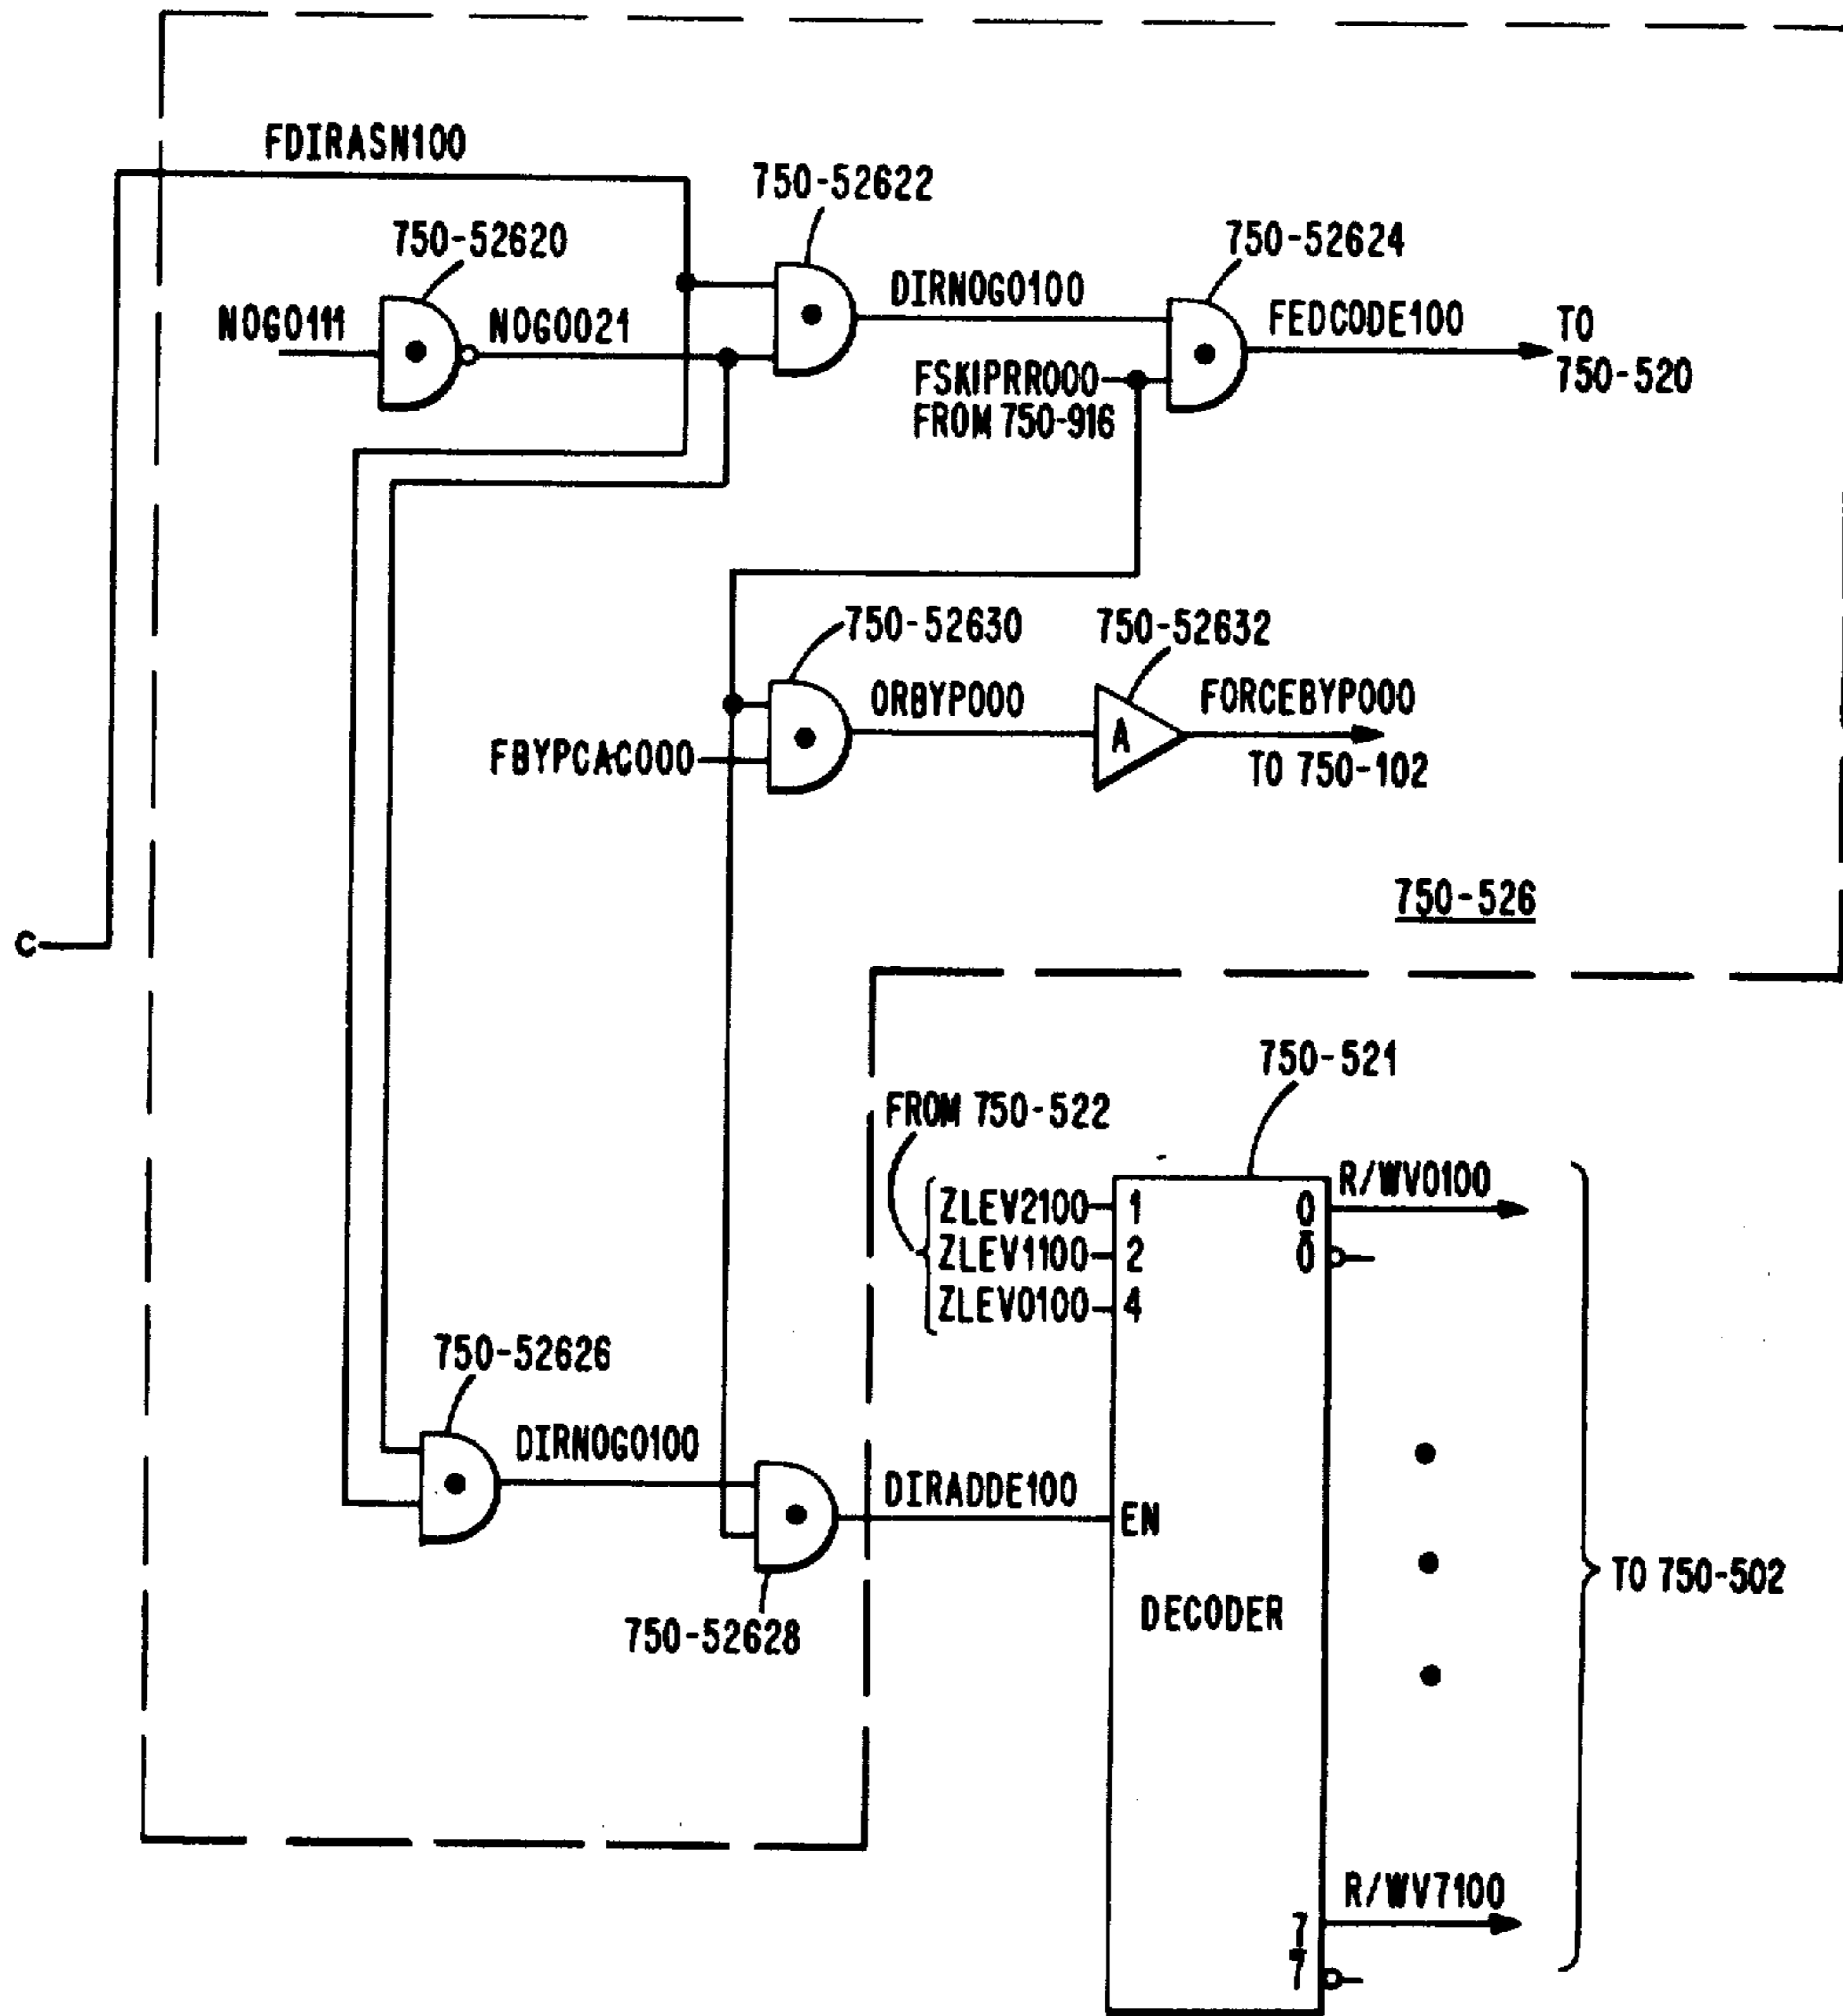 FDIRASN100
750-52622
750-52620
750-52624
NOGO111
NOGO021
DIRNOGO100
FEDCODE100
TO
750-520
FSKIPRR000
FROM 750-916
750-52630
750-52632
ORBYP000
FORCEBYP000
A
FBYPCAC000
TO 750-102
750-526
C
750-521
FROM 750-522
R/WV0100
ZLEV2100
1
0
ZLEV1100
2
0
ZLEV0100
4
750-52626
DIRNOGO100
DIRADDE100
EN
TO 750-502
DECODER
750-52628
R/WV7100
7
7